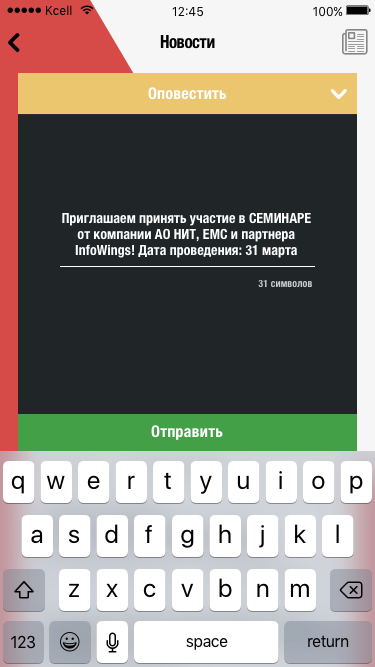 Kcell 12:45 100%
Новости
Оповестить
Приглашаем принять участие в СЕМИНАРЕ
от компании АО НИТ, EMC и партнера
InfoWings! Дата проведения: 31 марта
31 символов
Отправить
q w e r t y u i o p
a s d f g h j k l
z x c v b n m
123 space return